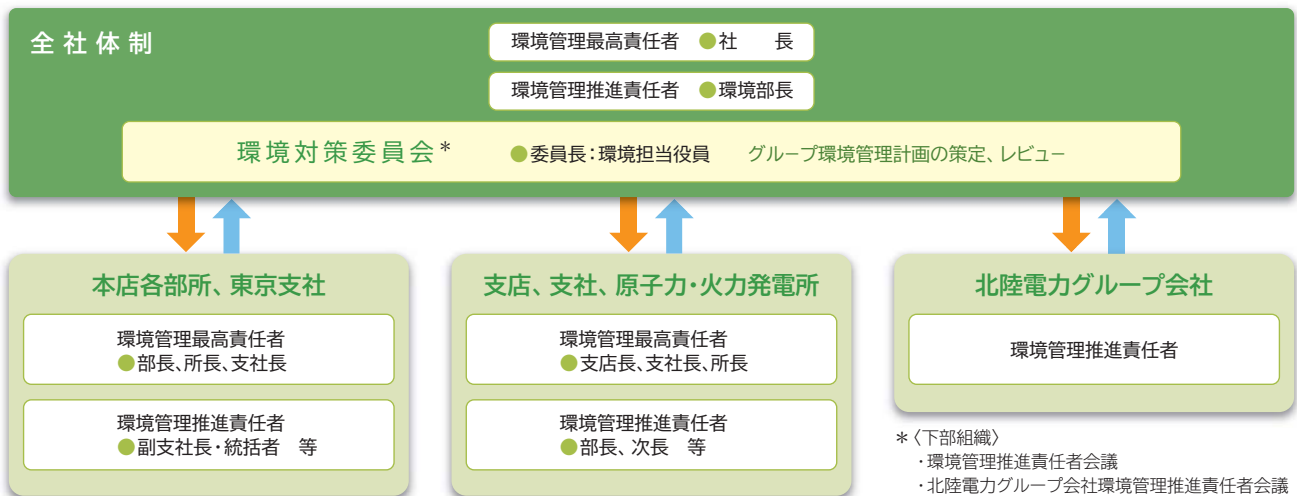 全社体制
環境管理最高責任者 ●社　長
環境管理推進責任者 ●環境部長
環境対策委員会* ●委員長：環境担当役員 グループ環境管理計画の策定、レビュー
本店各部所、東京支社
環境管理最高責任者
●部長、所長、支社長
環境管理推進責任者
●副支社長・統括者　等
支店、支社、原子力・火力発電所
環境管理最高責任者
●支店長、支社長、所長
環境管理推進責任者
●部長、次長　等
北陸電力グループ会社
環境管理推進責任者
*〈下部組織〉
・環境管理推進責任者会議
・北陸電力グループ会社環境管理推進責任者会議